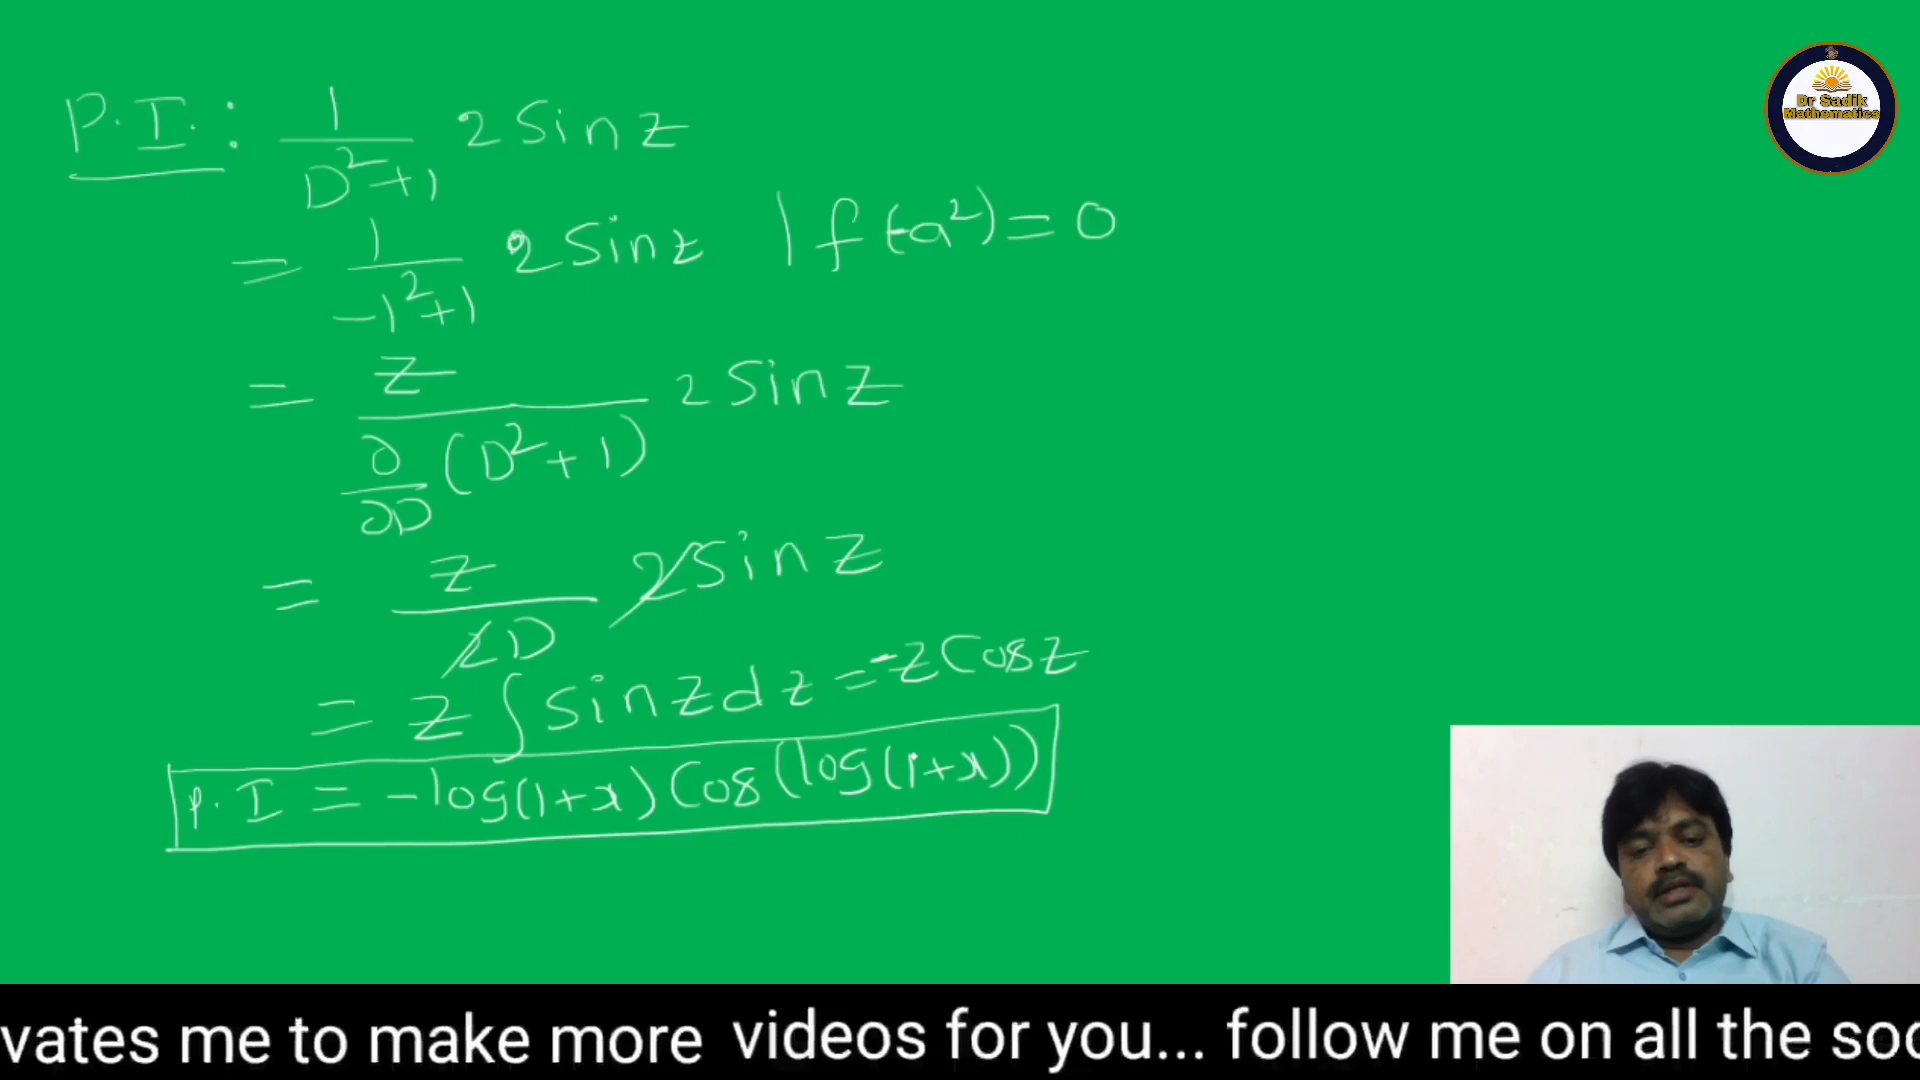 P.I.: 1/(D²+1) 2 Sin z
= 1/(-1²+1) 2 Sin z | f(-a²) = 0
= z/(∂/∂D (D²+1)) 2 Sin z
= z/2D 2 Sin z
= z ∫ sin z dz = -z Cos z
P.I = -log(1+x) Cos(log(1+x))
Dr Sadik
Mathematics
vates me to make more videos for you... follow me on all the soc